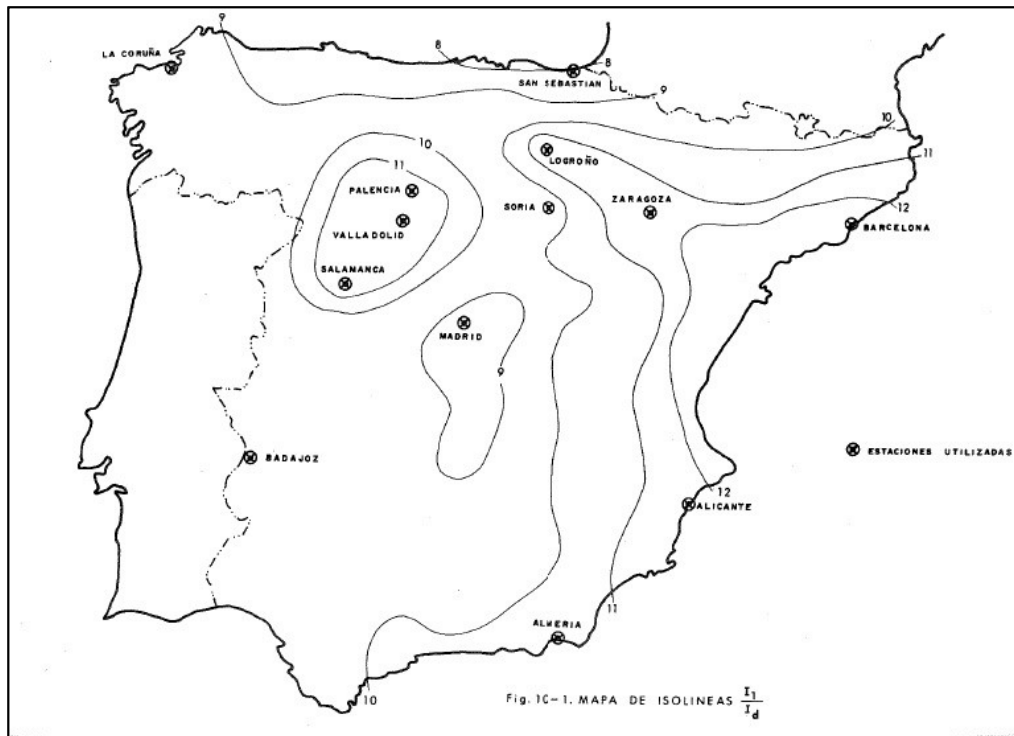 9
LA CORUÑA
8
8
SAN SEBASTIAN
9
10
10
LOGROÑO
11
11
PALENCIA
ZARAGOZA
SORIA
12
VALLADOLID
BARCELONA
SALAMANCA
MADRID
9
BADAJOZ
ESTACIONES UTILIZADAS
12
ALICANTE
11
ALMERIA
10
Fig. 1C-1. MAPA DE ISOLINEAS I1
Id